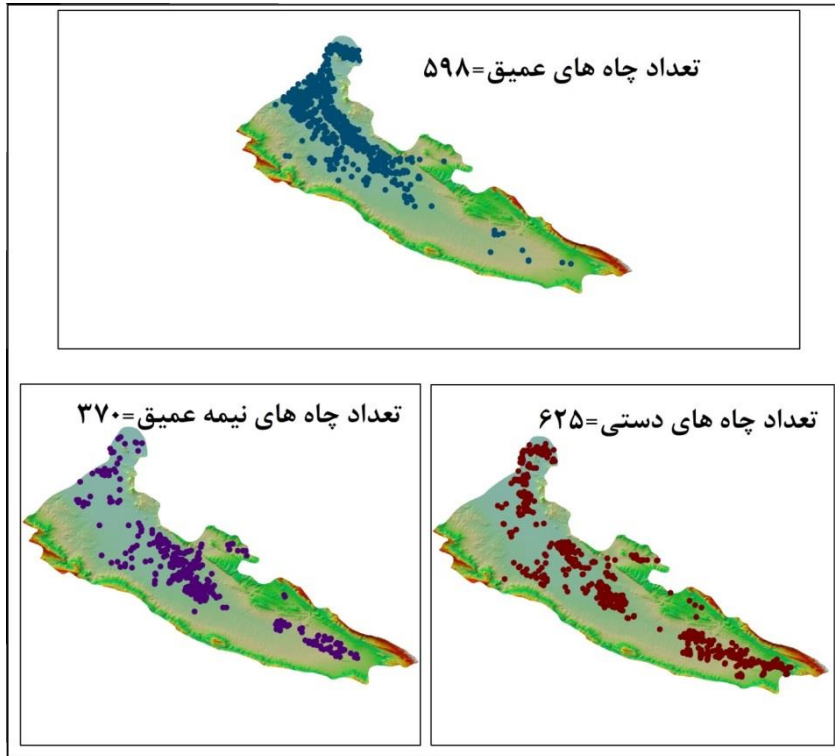 تعداد چاه های عمیق=۵۹۸
تعداد چاه های دستی=۶۲۵
تعداد چاه های نیمه عمیق=۳۷۰